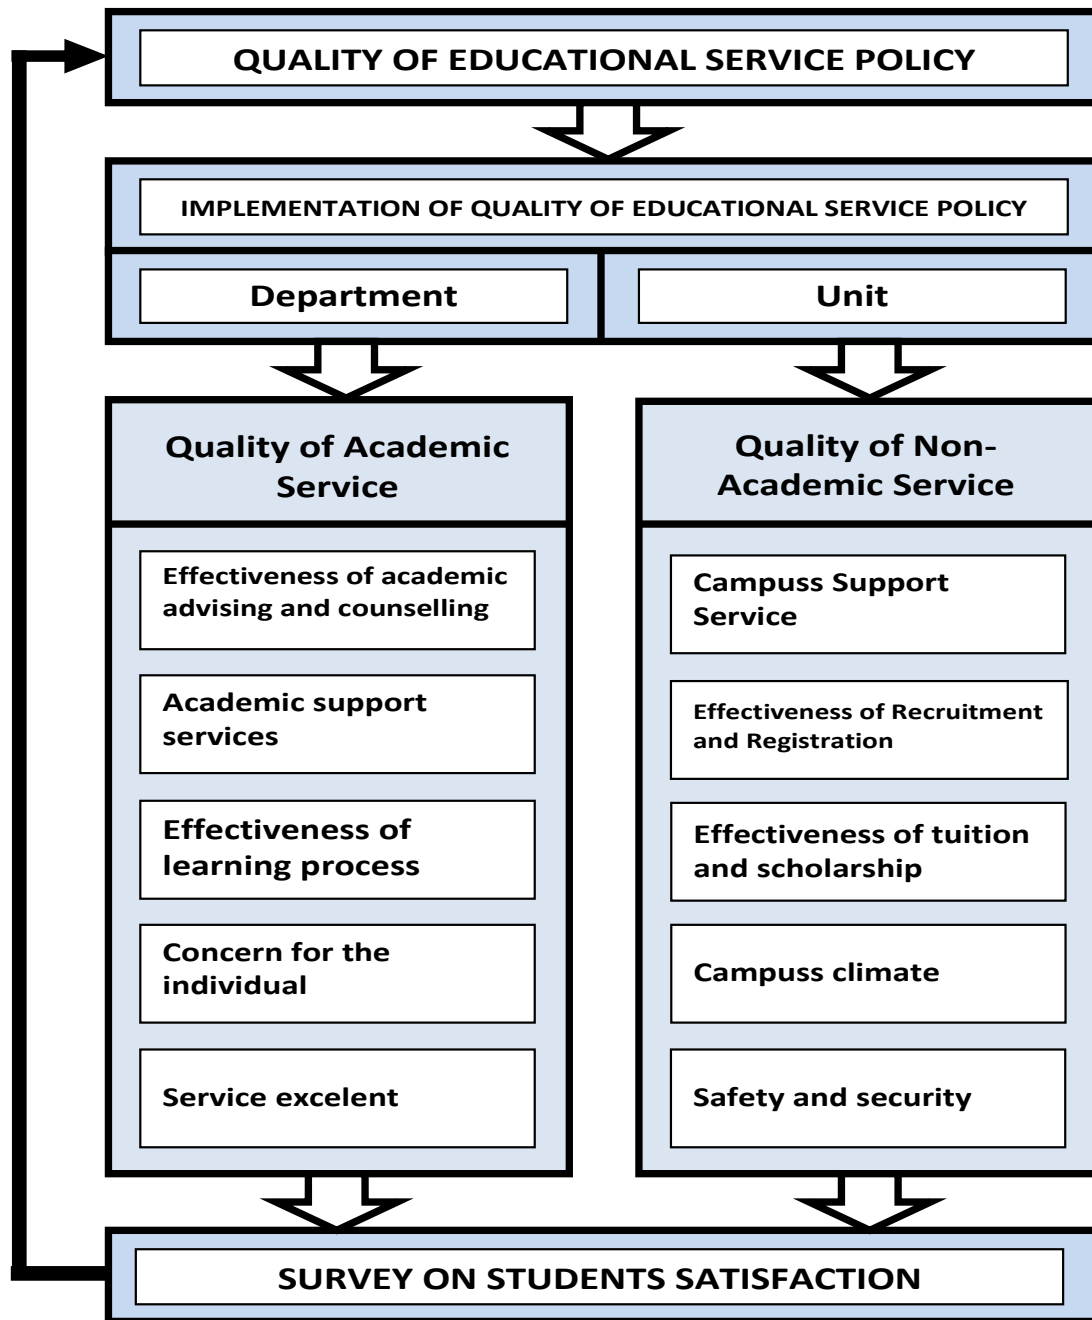 QUALITY OF EDUCATIONAL SERVICE POLICY
IMPLEMENTATION OF QUALITY OF EDUCATIONAL SERVICE POLICY
Department
Unit
Quality of Academic
Service
Effectiveness of academic
advising and counselling
Academic support
services
Effectiveness of
learning process
Concern for the
individual
Service excelent
Quality of Non-
Academic Service
Campuss Support
Service
Effectiveness of Recruitment
and Registration
Effectiveness of tuition
and scholarship
Campuss climate
Safety and security
SURVEY ON STUDENTS SATISFACTION